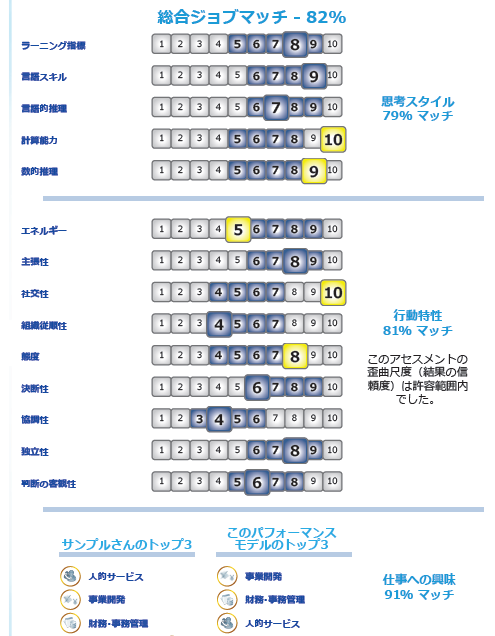 総合ジョブマッチ - 82%
ラーニング指標 1 2 3 4 5 6 7 8 9 10
言語スキル 1 2 3 4 5 6 7 8 9 10
言語的推理 1 2 3 4 5 6 7 8 9 10
計算能力 1 2 3 4 5 6 7 8 9 10
数的推理 1 2 3 4 5 6 7 8 9 10
思考スタイル
79% マッチ
エネルギー 1 2 3 4 5 6 7 8 9 10
主張性 1 2 3 4 5 6 7 8 9 10
社交性 1 2 3 4 5 6 7 8 9 10
組織従順性 1 2 3 4 5 6 7 8 9 10
態度 1 2 3 4 5 6 7 8 9 10
決断性 1 2 3 4 5 6 7 8 9 10
協調性 1 2 3 4 5 6 7 8 9 10
独立性 1 2 3 4 5 6 7 8 9 10
判断の客観性 1 2 3 4 5 6 7 8 9 10
行動特性
81% マッチ
このアセスメントの
歪曲尺度（結果の信
頼度）は許容範囲内
でした。
サンプルさんのトップ3
人的サービス
事業開発
財務・事務管理
このパフォーマンス
モデルのトップ3
事業開発
財務・事務管理
人的サービス
仕事への興味
91% マッチ